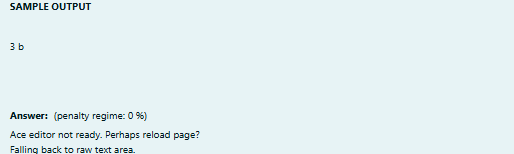 SAMPLE OUTPUT
3 b
Answer: (penalty regime: 0 %)
Ace editor not ready. Perhaps reload page?
Falling back to raw text area.